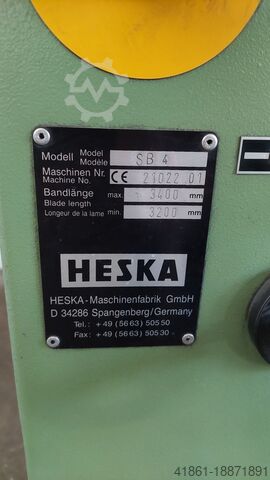 Model
Modell SB 4
Modèle
Maschinen Nr. CE 21022.01
Machine No.
Bandlänge max. 3400 mm
Blade length
Longeur de la lame min. 3200 mm
HESKA
HESKA-Maschinenfabrik GmbH
D 34286 Spangenberg/Germany
Tel.: +49 (5663) 50550
Fax: +49 (5663) 50530
41861-18871891